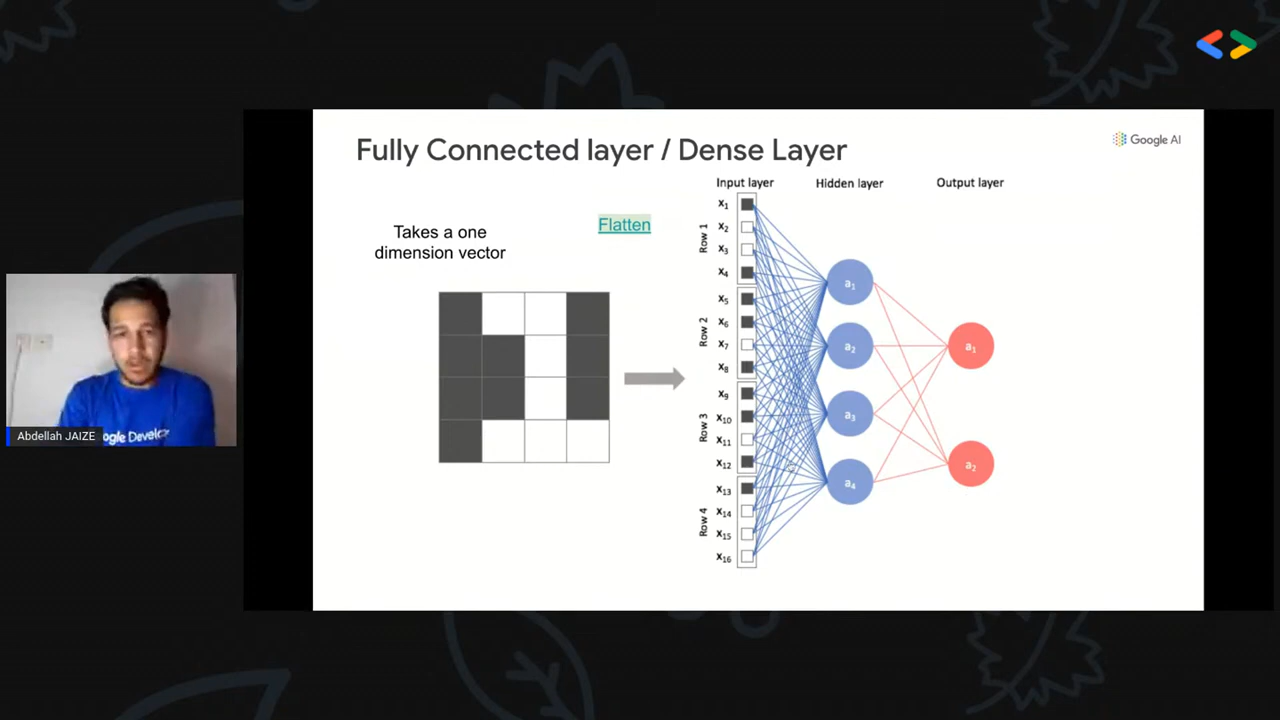 Fully Connected layer / Dense Layer
Google AI
Input layer
Hidden layer
Output layer
Takes a one
dimension vector
Flatten
Row 1
x1
x2
x3
x4
Row 2
x5
x6
x7
x8
Row 3
x9
x10
x11
x12
Row 4
x13
x14
x15
x16
a1
a2
a3
a4
a1
a2
ogle Develo
Abdellah JAIZE